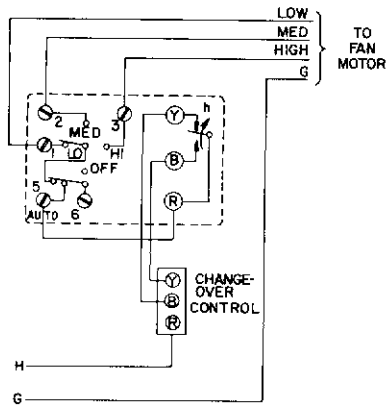 LOW
MED
HIGH
G
TO
FAN
MOTOR
2
3
MED
Y
h
1
LO
HI
OFF
B
5
AUTO
6
R
Y
B
R
CHANGE-
OVER
CONTROL
H
G